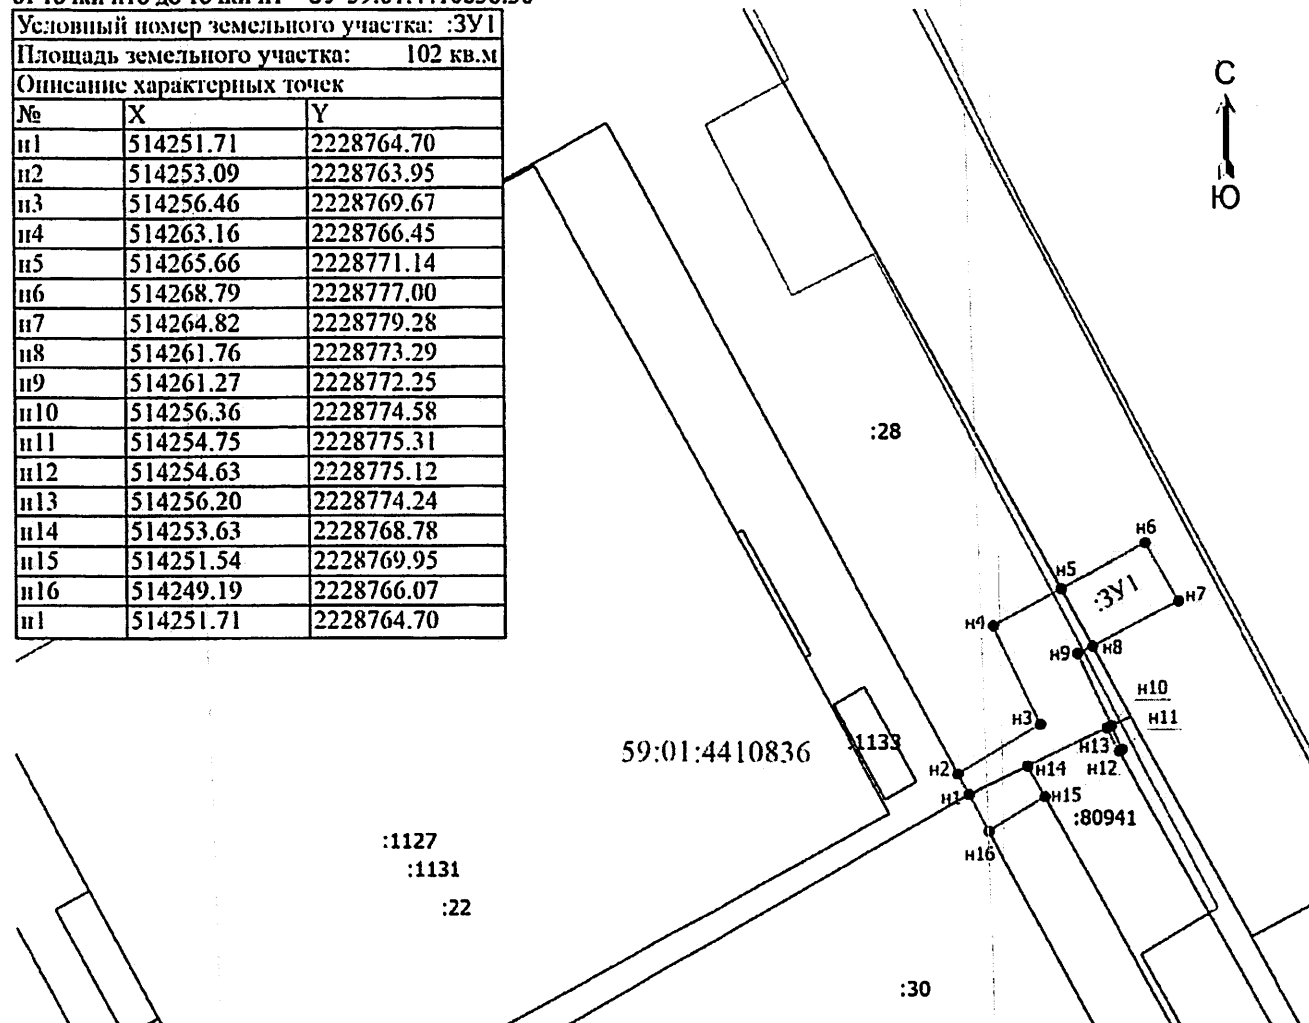 Условный номер земельного участка: :ЗУ1
Площадь земельного участка: 102 кв.м
Описание характерных точек
№ X Y
н1 514251.71 2228764.70
н2 514253.09 2228763.95
н3 514256.46 2228769.67
н4 514263.16 2228766.45
н5 514265.66 2228771.14
н6 514268.79 2228777.00
н7 514264.82 2228779.28
н8 514261.76 2228773.29
н9 514261.27 2228772.25
н10 514256.36 2228774.58
н11 514254.75 2228775.31
н12 514254.63 2228775.12
н13 514256.20 2228774.24
н14 514253.63 2228768.78
н15 514251.54 2228769.95
н16 514249.19 2228766.07
н1 514251.71 2228764.70
С
Ю
:28
н6
н5
:ЗУ1
н7
н4
н8
н9
н10
н3
н11
н13
:1133
59:01:4410836
н12
н2
н14
н1
н15
:80941
н16
:1127
:1131
:22
:30